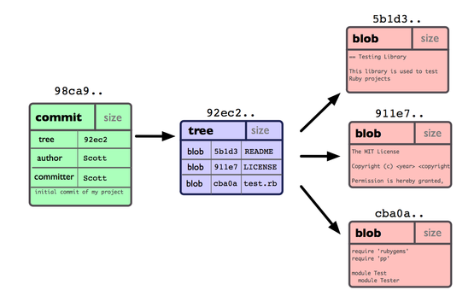 98ca9..
commit size
tree 92ec2
author Scott
committer Scott
initial commit of my project
92ec2..
tree size
blob 5b1d3 README
blob 911e7 LICENSE
blob cba0a test.rb
5b1d3..
blob size
== Testing Library
This library is used to test
Ruby projects
911e7..
blob size
The MIT License
Copyright (c) <year> <copyright
Permission is hereby granted,
cba0a..
blob size
require 'rubygems'
require 'pp'
module Test
module Tester